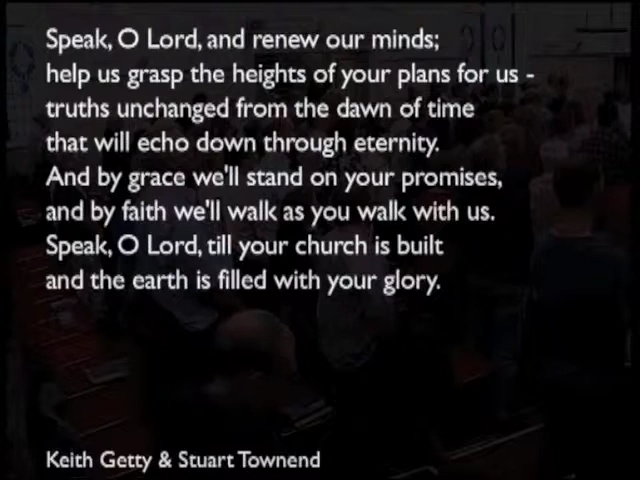 Speak, O Lord, and renew our minds;
help us grasp the heights of your plans for us -
truths unchanged from the dawn of time
that will echo down through eternity.
And by grace we'll stand on your promises,
and by faith we'll walk as you walk with us.
Speak, O Lord, till your church is built
and the earth is filled with your glory.
Keith Getty & Stuart Townend